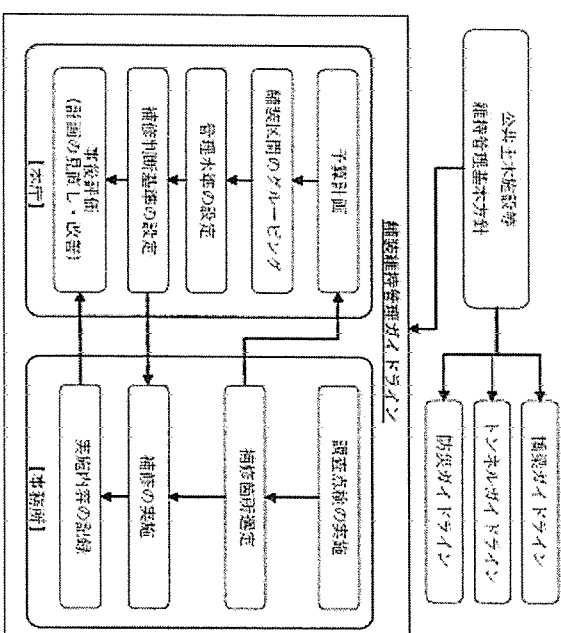 公共土木施設等
維持管理基本方針
橋梁ガイドライン
トンネルガイドライン
防災ガイドライン
舗装維持管理ガイドライン
予算計画
舗装区間のグルーピング
管理水準の設定
補修判断基準の設定
事後評価
(計画の見直し・改善)
【本庁】
調査点検の実施
補修箇所選定
補修の実施
実施内容の記録
【事務所】